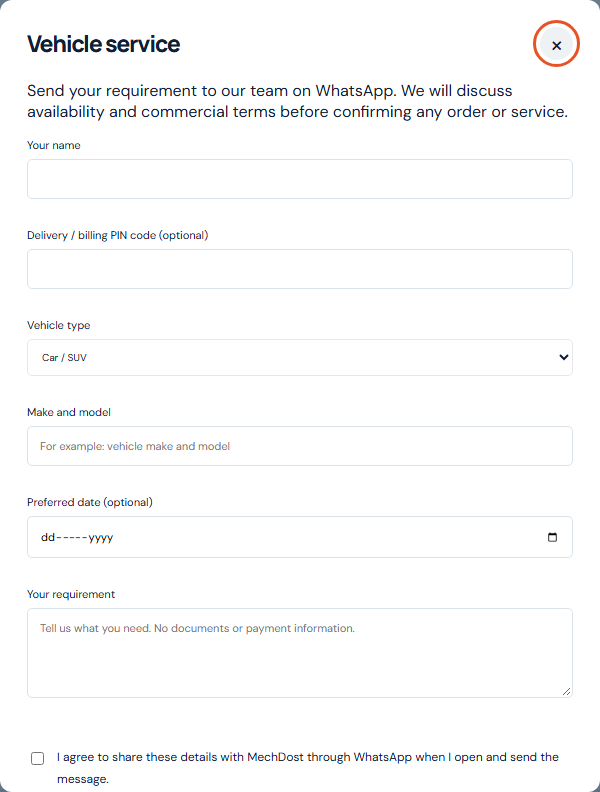 Vehicle service
×
Send your requirement to our team on WhatsApp. We will discuss
availability and commercial terms before confirming any order or service.
Your name
Delivery / billing PIN code (optional)
Vehicle type
Car / SUV
Make and model
For example: vehicle make and model
Preferred date (optional)
dd-----yyyy
Your requirement
Tell us what you need. No documents or payment information.
I agree to share these details with MechDost through WhatsApp when I open and send the
message.